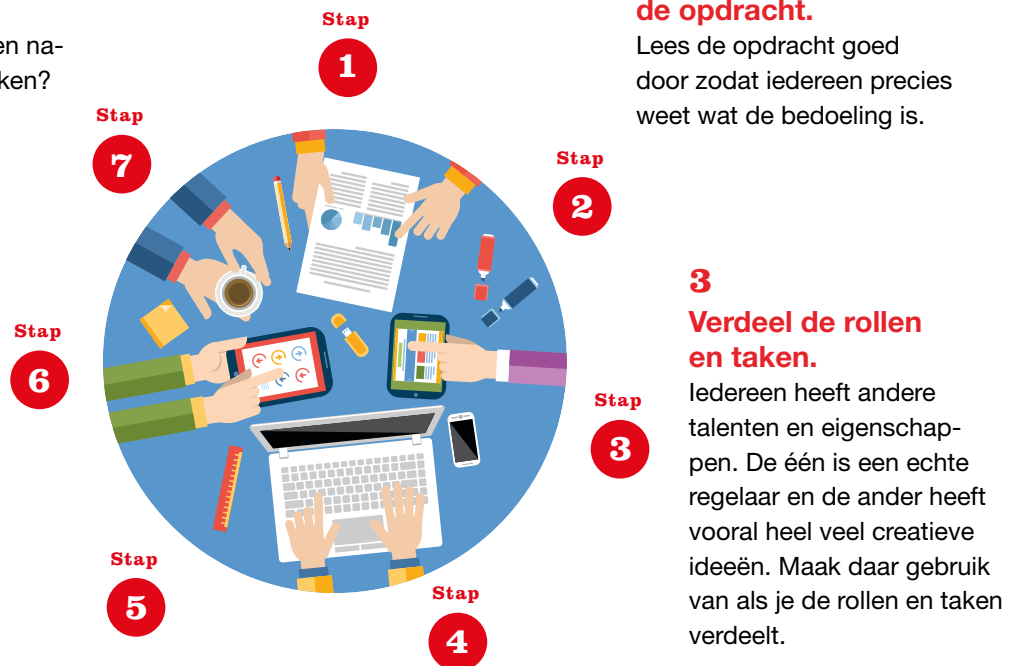 en na-
ken?
Stap
1
Stap
2
Stap
3
Stap
4
Stap
5
Stap
6
Stap
7
de opdracht.
Lees de opdracht goed
door zodat iedereen precies
weet wat de bedoeling is.
3
Verdeel de rollen
en taken.
Iedereen heeft andere
talenten en eigenschap-
pen. De één is een echte
regelaar en de ander heeft
vooral heel veel creatieve
ideeën. Maak daar gebruik
van als je de rollen en taken
verdeelt.